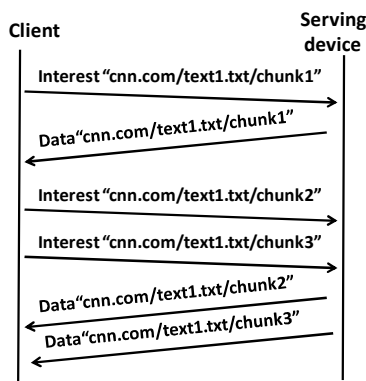 Client
Serving
device
Interest “cnn.com/text1.txt/chunk1”
Data“cnn.com/text1.txt/chunk1”
Interest “cnn.com/text1.txt/chunk2”
Interest “cnn.com/text1.txt/chunk3”
Data“cnn.com/text1.txt/chunk2”
Data“cnn.com/text1.txt/chunk3”